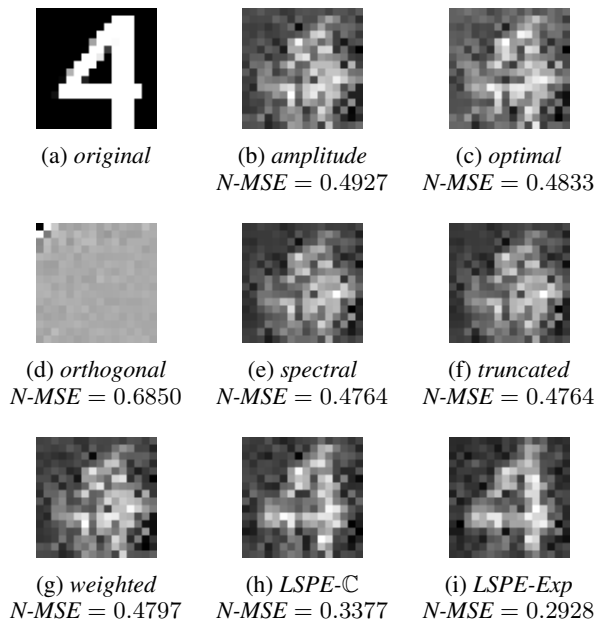 4
(a) original
(b) amplitude
N-MSE = 0.4927
(c) optimal
N-MSE = 0.4833
(d) orthogonal
N-MSE = 0.6850
(e) spectral
N-MSE = 0.4764
(f) truncated
N-MSE = 0.4764
(g) weighted
N-MSE = 0.4797
(h) LSPE-ℂ
N-MSE = 0.3377
(i) LSPE-Exp
N-MSE = 0.2928